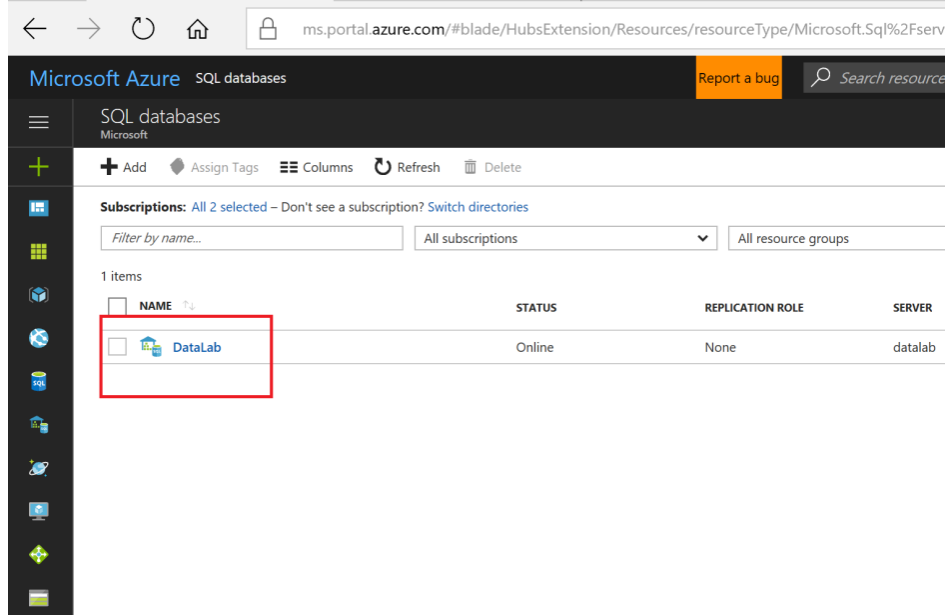 ms.portal.azure.com/#blade/HubsExtension/Resources/resourceType/Microsoft.Sql%2Fserv
Microsoft Azure SQL databases Report a bug Search resource
SQL databases
Microsoft
Add Assign Tags Columns Refresh Delete
Subscriptions: All 2 selected – Don't see a subscription? Switch directories
Filter by name... All subscriptions All resource groups
1 items
NAME STATUS REPLICATION ROLE SERVER
DataLab Online None datalab
SQL